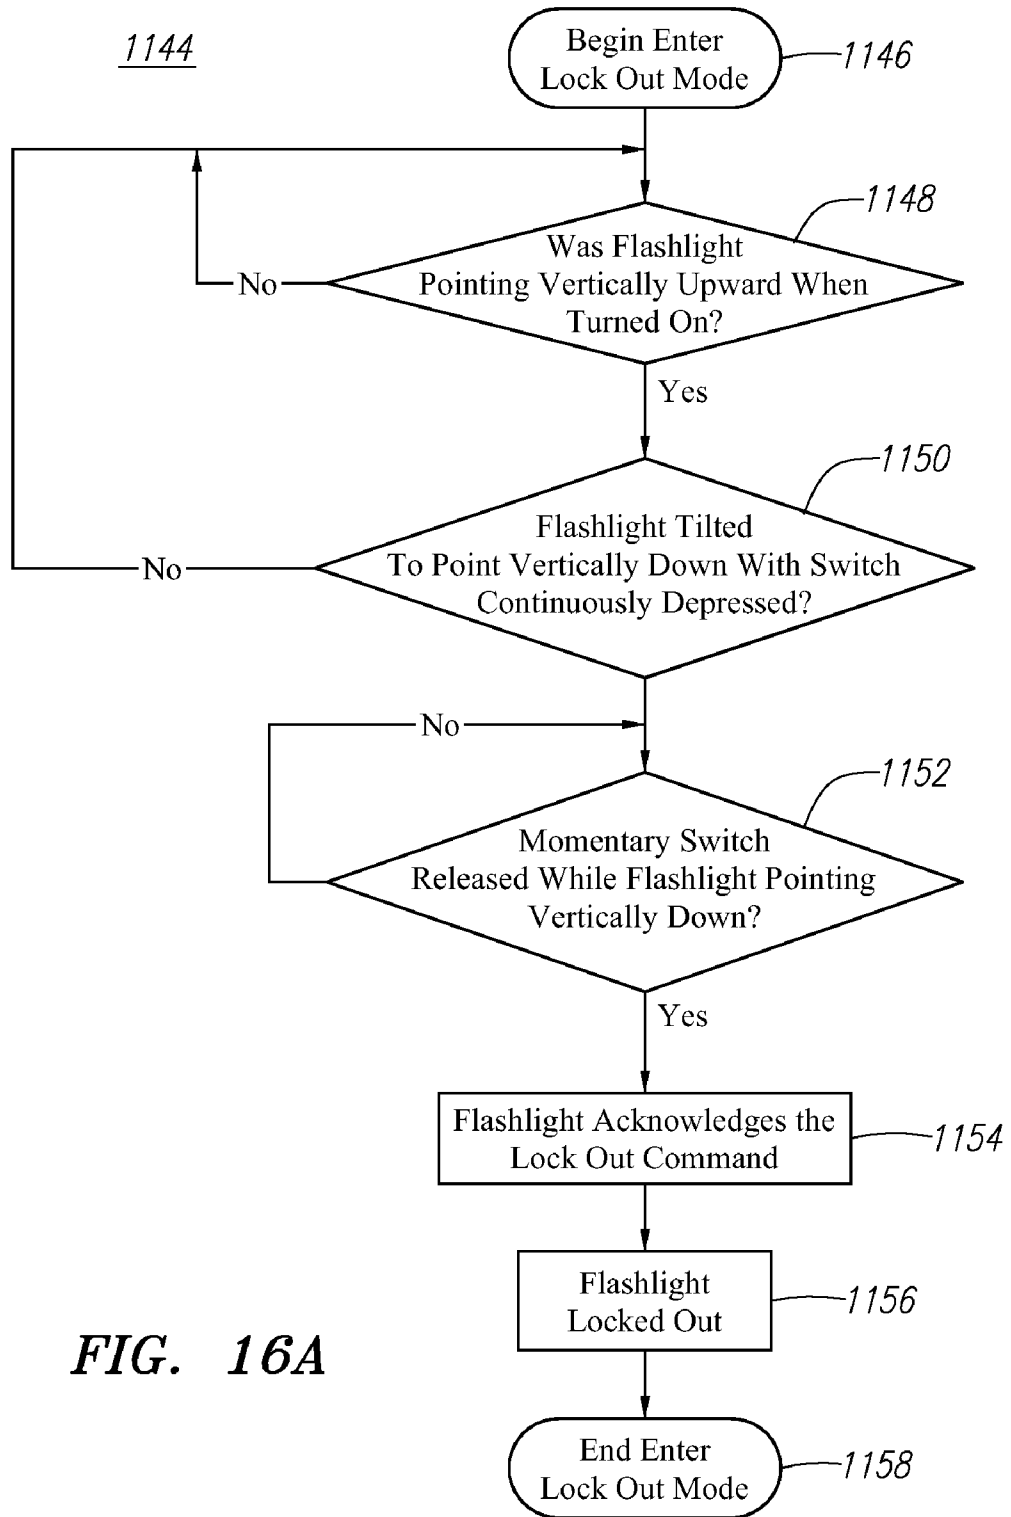 1144
Begin Enter
Lock Out Mode
1146
1148
Was Flashlight
Pointing Vertically Upward When
Turned On?
No
Yes
1150
Flashlight Tilted
To Point Vertically Down With Switch
Continuously Depressed?
No
No
1152
Momentary Switch
Released While Flashlight Pointing
Vertically Down?
Yes
Flashlight Acknowledges the
Lock Out Command
1154
Flashlight
Locked Out
1156
FIG. 16A
End Enter
Lock Out Mode
1158